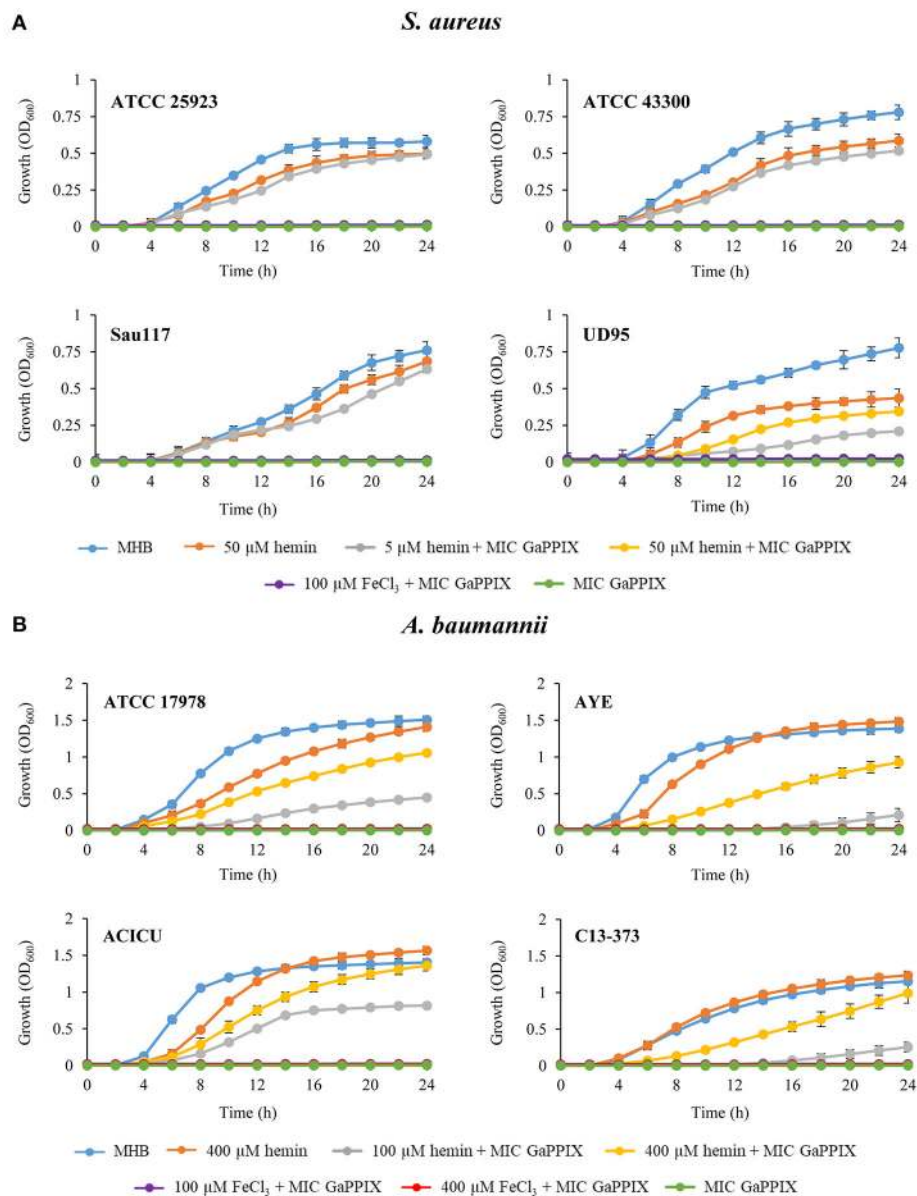 A
S. aureus
ATCC 25923
ATCC 43300
Growth (OD600)
1
0.75
0.5
0.25
0
0 4 8 12 16 20 24
Time (h)
Growth (OD600)
1
0.75
0.5
0.25
0
0 4 8 12 16 20 24
Time (h)
Sau117
UD95
Growth (OD600)
1
0.75
0.5
0.25
0
0 4 8 12 16 20 24
Time (h)
Growth (OD600)
1
0.75
0.5
0.25
0
0 4 8 12 16 20 24
Time (h)
MHB 50 µM hemin 5 µM hemin + MIC GaPPIX 50 µM hemin + MIC GaPPIX
100 µM FeCl3 + MIC GaPPIX MIC GaPPIX
B
A. baumannii
ATCC 17978
AYE
Growth (OD600)
2
1.5
1
0.5
0
0 4 8 12 16 20 24
Time (h)
Growth (OD600)
2
1.5
1
0.5
0
0 4 8 12 16 20 24
Time (h)
ACICU
C13-373
Growth (OD600)
2
1.5
1
0.5
0
0 4 8 12 16 20 24
Time (h)
Growth (OD600)
2
1.5
1
0.5
0
0 4 8 12 16 20 24
Time (h)
MHB 400 µM hemin 100 µM hemin + MIC GaPPIX 400 µM hemin + MIC GaPPIX
100 µM FeCl3 + MIC GaPPIX 400 µM FeCl3 + MIC GaPPIX MIC GaPPIX